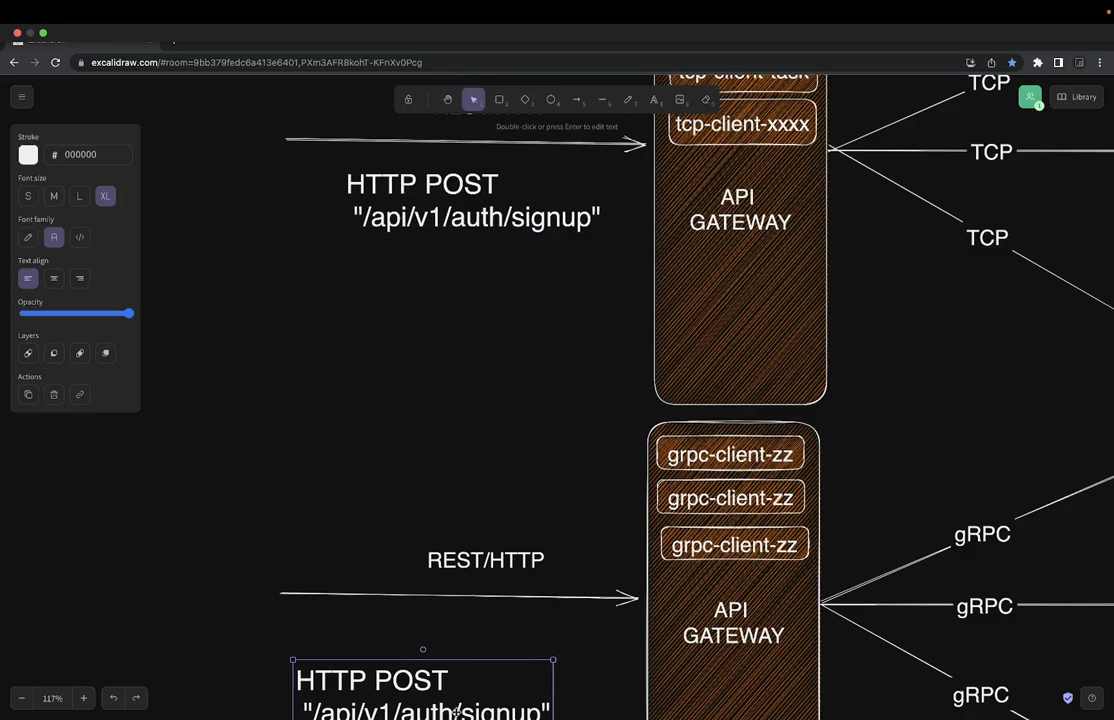 excalidraw.com/#room=9bb379fedc6a413e6401,PXm3AFR8kohT-KFnXv0Pcg
Library
Double-click or press Enter to edit text
Stroke
# 000000
Font size
S M L XL
Font family
A </>
Text align
Opacity
Layers
Actions
117%
tcp-client-task
tcp-client-xxxx
HTTP POST
"/api/v1/auth/signup"
API
GATEWAY
TCP
TCP
TCP
grpc-client-zz
grpc-client-zz
grpc-client-zz
REST/HTTP
API
GATEWAY
gRPC
gRPC
gRPC
HTTP POST
"/api/v1/auth/signup"